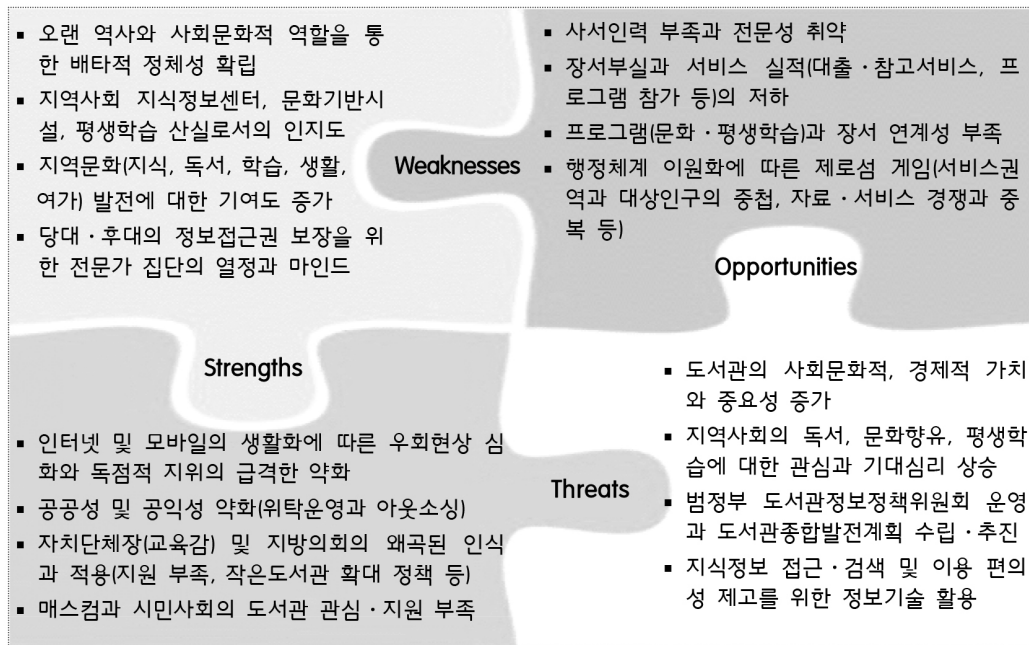 ▪ 오랜 역사와 사회문화적 역할을 통
한 배타적 정체성 확립
▪ 지역사회 지식정보센터, 문화기반시
설, 평생학습 산실로서의 인지도
▪ 지역문화(지식, 독서, 학습, 생활,
여가) 발전에 대한 기여도 증가
▪ 당대・후대의 정보접근권 보장을 위
한 전문가 집단의 열정과 마인드
Strengths
Weaknesses
▪ 사서인력 부족과 전문성 취약
▪ 장서부실과 서비스 실적(대출・참고서비스, 프
로그램 참가 등)의 저하
▪ 프로그램(문화・평생학습)과 장서 연계성 부족
▪ 행정체계 이원화에 따른 제로섬 게임(서비스권
역과 대상인구의 중첩, 자료・서비스 경쟁과 중
복 등)
Opportunities
▪ 도서관의 사회문화적, 경제적 가치
와 중요성 증가
▪ 지역사회의 독서, 문화향유, 평생학
습에 대한 관심과 기대심리 상승
▪ 범정부 도서관정보정책위원회 운영
과 도서관종합발전계획 수립・추진
▪ 지식정보 접근・검색 및 이용 편의
성 제고를 위한 정보기술 활용
Threats
▪ 인터넷 및 모바일의 생활화에 따른 우회현상 심
화와 독점적 지위의 급격한 약화
▪ 공공성 및 공익성 약화(위탁운영과 아웃소싱)
▪ 자치단체장(교육감) 및 지방의회의 왜곡된 인식
과 적용(지원 부족, 작은도서관 확대 정책 등)
▪ 매스컴과 시민사회의 도서관 관심・지원 부족